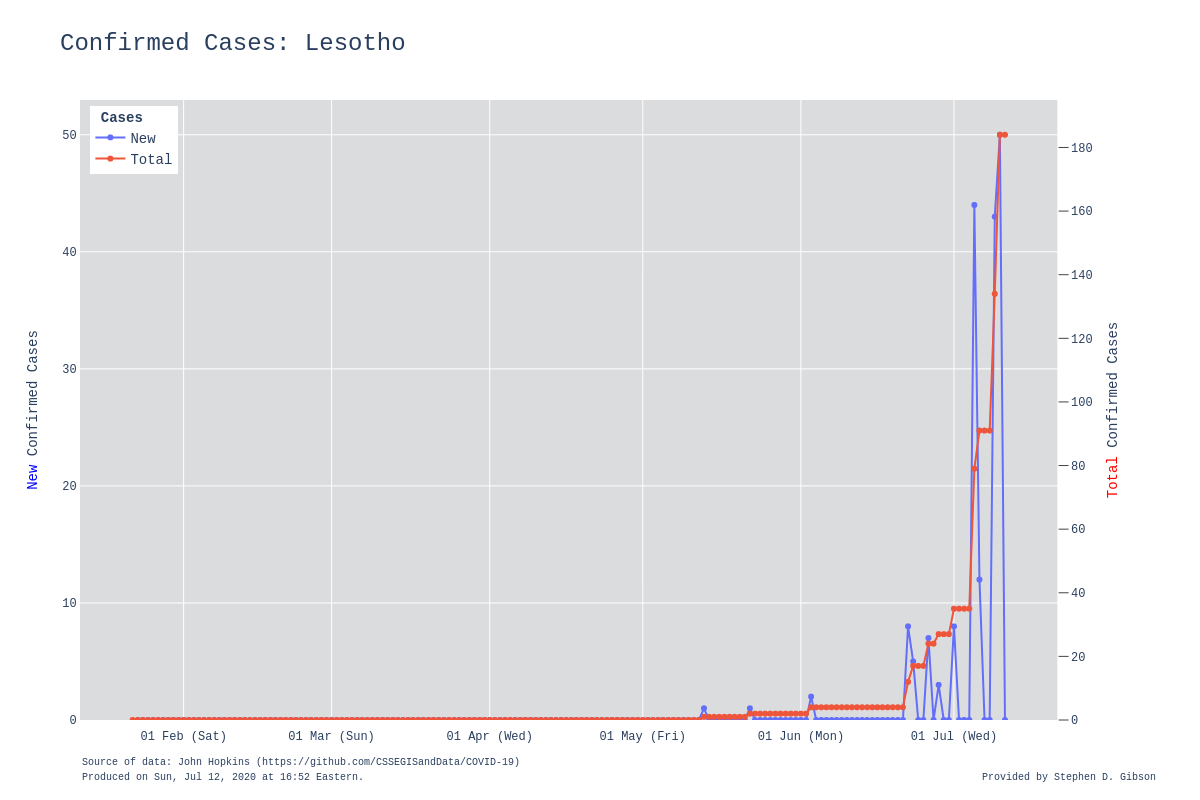 Confirmed Cases: Lesotho
Cases
New
Total
50
40
30
20
10
0
180
160
140
120
100
80
60
40
20
0
New Confirmed Cases
Total Confirmed Cases
01 Feb (Sat) 01 Mar (Sun) 01 Apr (Wed) 01 May (Fri) 01 Jun (Mon) 01 Jul (Wed)
Source of data: John Hopkins (https://github.com/CSSEGISandData/COVID-19)
Produced on Sun, Jul 12, 2020 at 16:52 Eastern.
Provided by Stephen D. Gibson